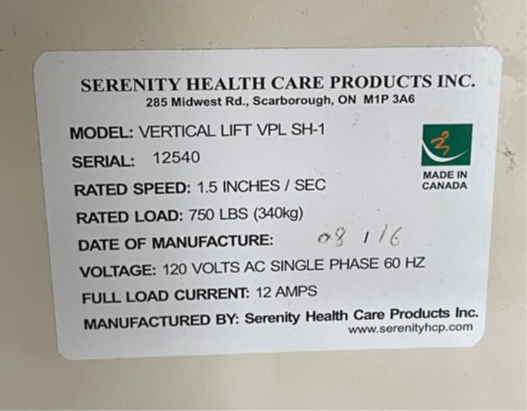 SERENITY HEALTH CARE PRODUCTS INC.
285 Midwest Rd., Scarborough, ON M1P 3A6
MODEL: VERTICAL LIFT VPL SH-1
SERIAL: 12540
RATED SPEED: 1.5 INCHES / SEC
RATED LOAD: 750 LBS (340kg)
DATE OF MANUFACTURE: 08 / 16
VOLTAGE: 120 VOLTS AC SINGLE PHASE 60 HZ
FULL LOAD CURRENT: 12 AMPS
MANUFACTURED BY: Serenity Health Care Products Inc.
www.serenityhcp.com
MADE IN
CANADA